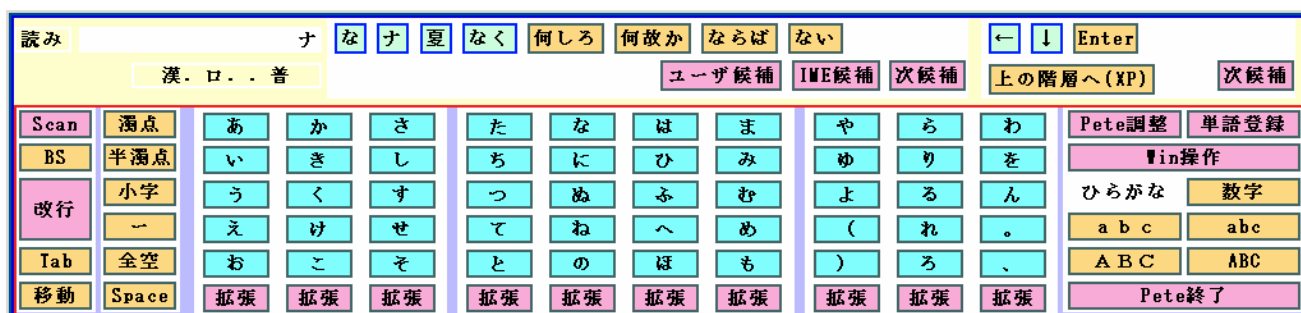 読み ナ な ナ 夏 なく 何しろ 何故か ならば ない ← ↓ Enter
漢．ロ．．普 ユーザ候補 IME候補 次候補 上の階層へ(XP) 次候補
Scan 濁点 あ か さ た な は ま や ら わ Pete調整 単語登録
BS 半濁点 い き し ち に ひ み ゆ り を Win操作
改行 小字 う く す つ ぬ ふ む よ る ん ひらがな 数字
ー え け せ て ね へ め ( れ 。 ａｂｃ abc
Tab 全空 お こ そ と の ほ も ) ろ 、 ＡＢＣ ABC
移動 Space 拡張 拡張 拡張 拡張 拡張 拡張 拡張 拡張 拡張 拡張 Pete終了